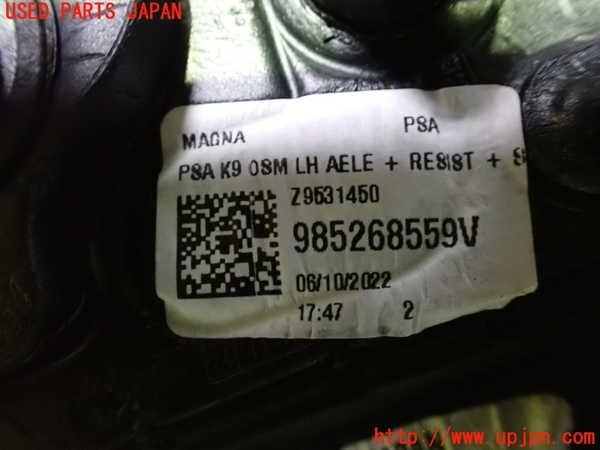 USED PARTS JAPAN
MAGNA PSA
PSA K9 OSM LH AELE + RESIST +
Z9531450
985268559V
06/10/2022
17:47 2
http://www.upjpn.com/